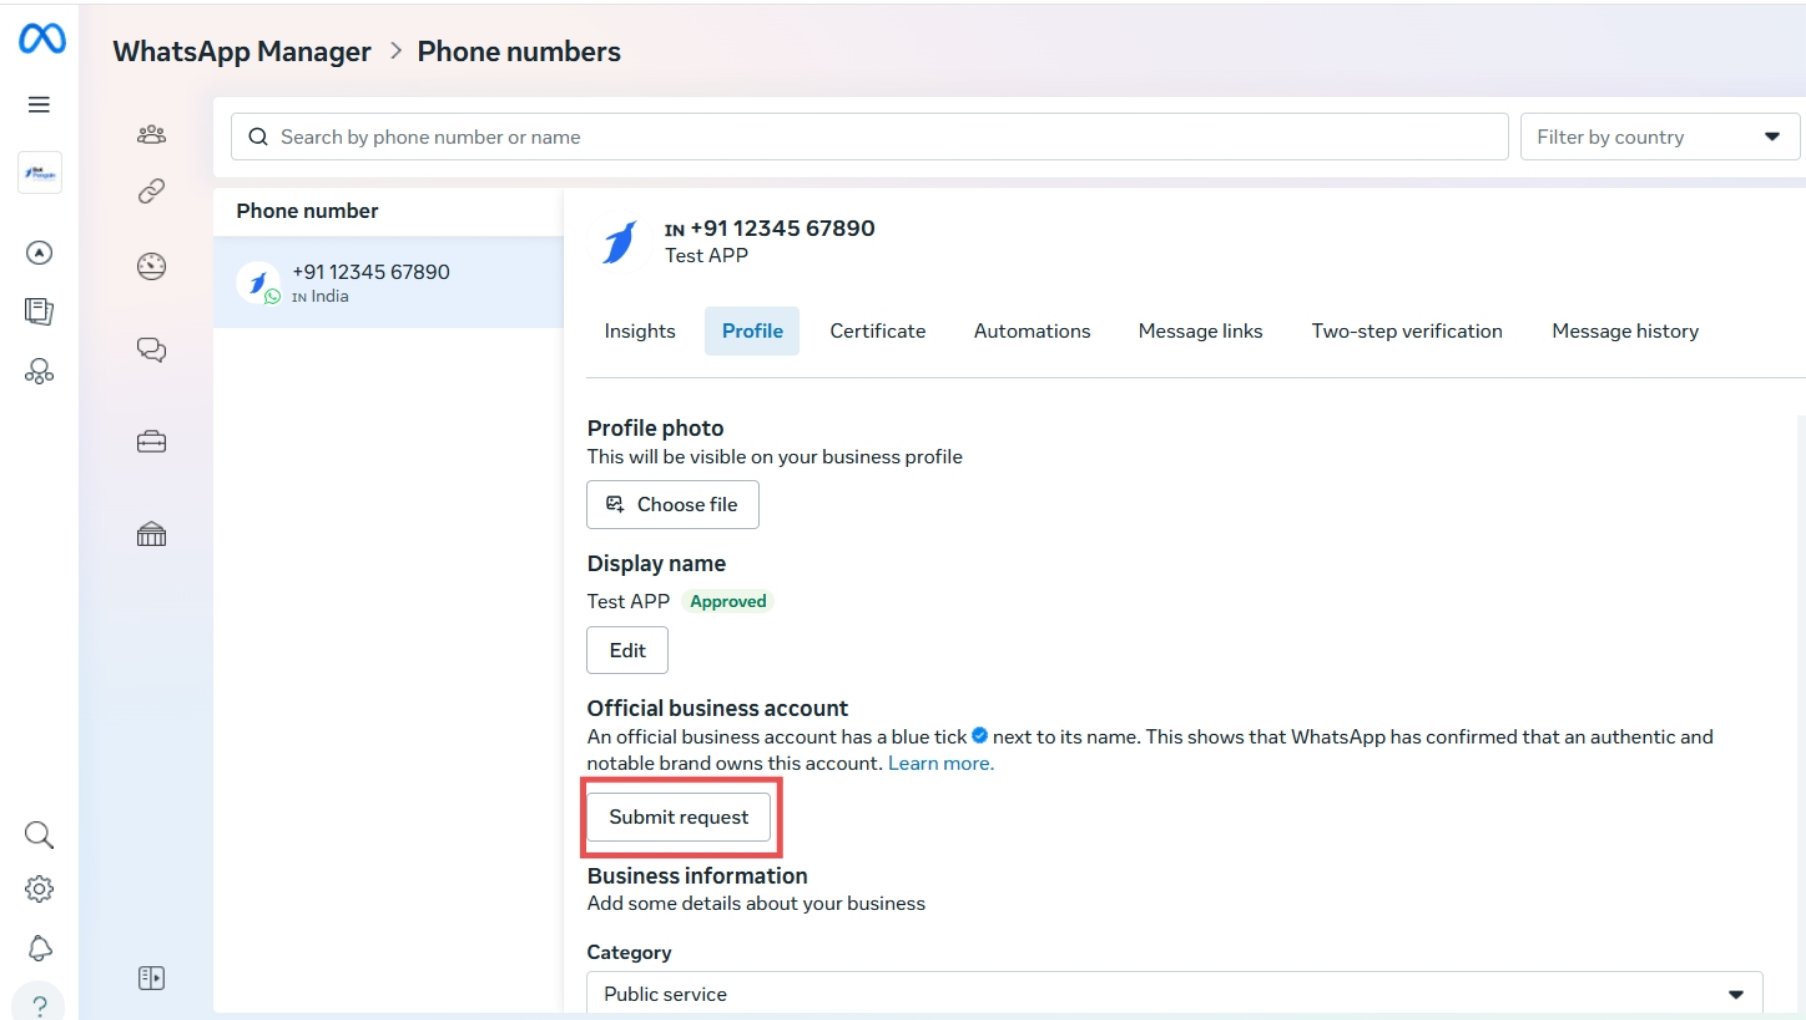 WhatsApp Manager > Phone numbers
Search by phone number or name
Filter by country
Phone number
+91 12345 67890
IN India
IN +91 12345 67890
Test APP
Insights
Profile
Certificate
Automations
Message links
Two-step verification
Message history
Profile photo
This will be visible on your business profile
Choose file
Display name
Test APP Approved
Edit
Official business account
An official business account has a blue tick next to its name. This shows that WhatsApp has confirmed that an authentic and
notable brand owns this account. Learn more.
Submit request
Business information
Add some details about your business
Category
Public service
?